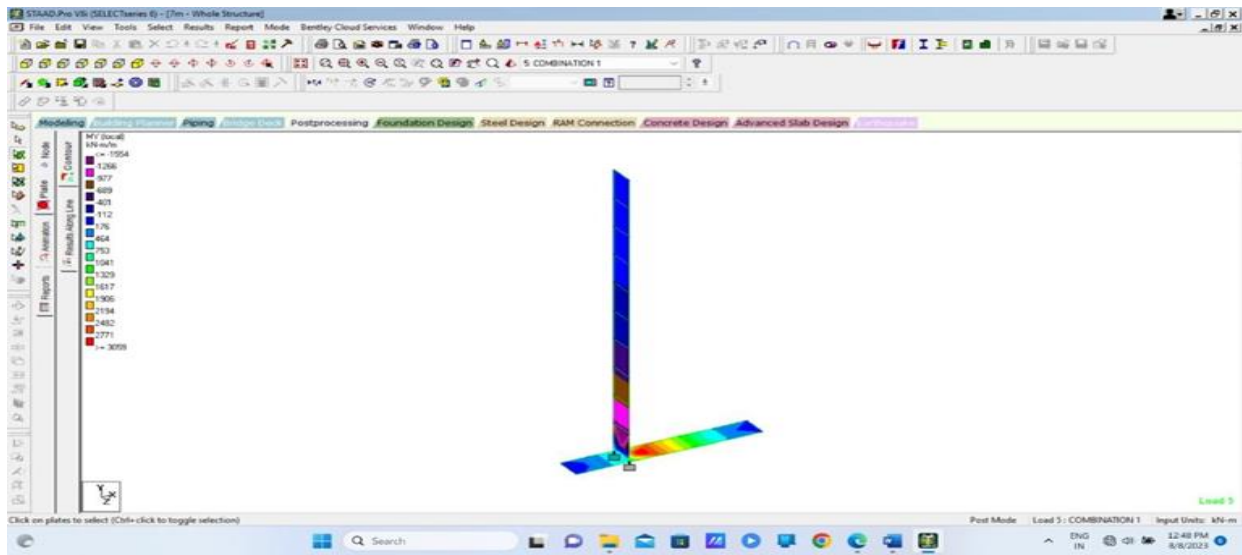 STAAD.Pro V8i (SELECTseries 6) - [7m - Whole Structure]
File Edit View Tools Select Results Report Mode Bentley Cloud Services Window Help
5: COMBINATION 1
Modeling Building Planner Piping Bridge Deck Postprocessing Foundation Design Steel Design RAM Connection Concrete Design Advanced Slab Design Earthquake
Node
Plate
Animation
Reports
Contour
Results Along Line
MY (local)
kN-m/m
<= -1554
-1266
-977
-689
-401
-112
176
464
753
1041
1329
1617
1906
2194
2482
2771
>= 3059
Y
X
Z
Load 5
Click on plates to select (Ctrl+click to toggle selection)
Post Mode Load 5 : COMBINATION 1 Input Units: kN-m
Search
ENG
IN
12:48 PM
8/8/2023